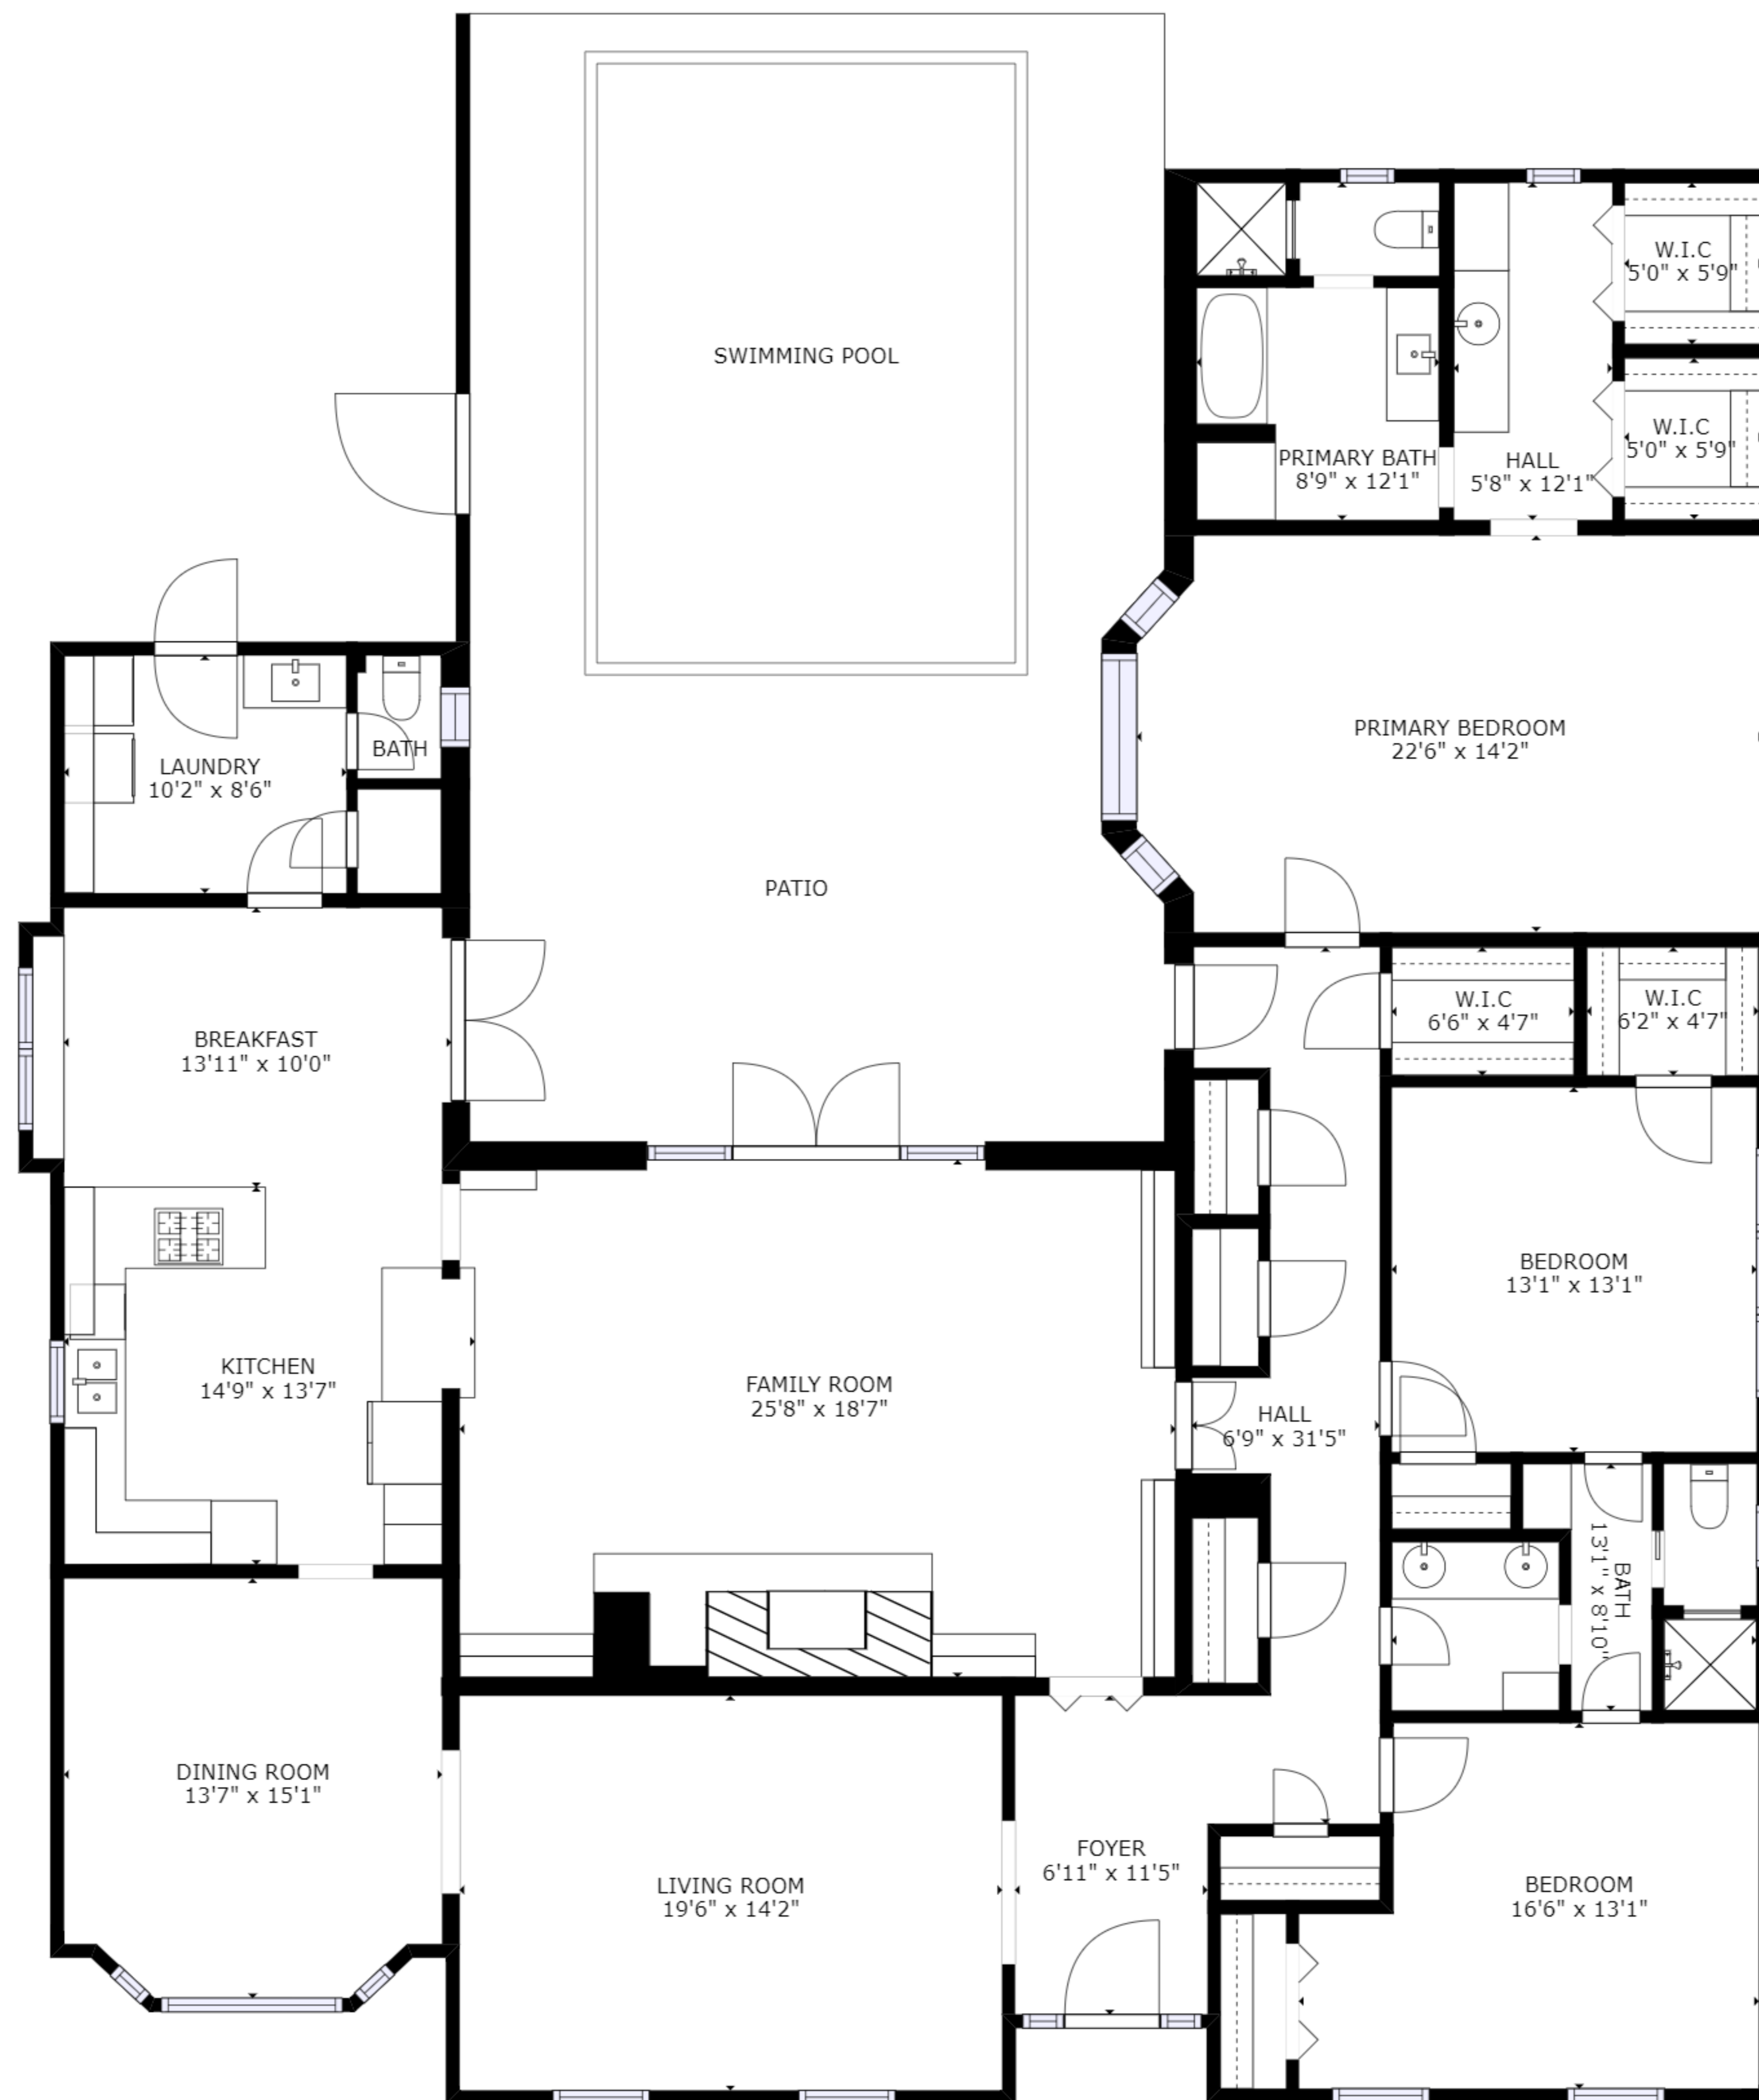 SWIMMING POOL
W.I.C
5'0" x 5'9"
W.I.C
5'0" x 5'9"
PRIMARY BATH
8'9" x 12'1"
HALL
5'8" x 12'1"
PRIMARY BEDROOM
22'6" x 14'2"
BATH
LAUNDRY
10'2" x 8'6"
PATIO
BREAKFAST
13'11" x 10'0"
W.I.C
6'6" x 4'7"
W.I.C
6'2" x 4'7"
BEDROOM
13'1" x 13'1"
KITCHEN
14'9" x 13'7"
FAMILY ROOM
25'8" x 18'7"
HALL
6'9" x 31'5"
BATH
13'1" x 8'10"
DINING ROOM
13'7" x 15'1"
LIVING ROOM
19'6" x 14'2"
FOYER
6'11" x 11'5"
BEDROOM
16'6" x 13'1"